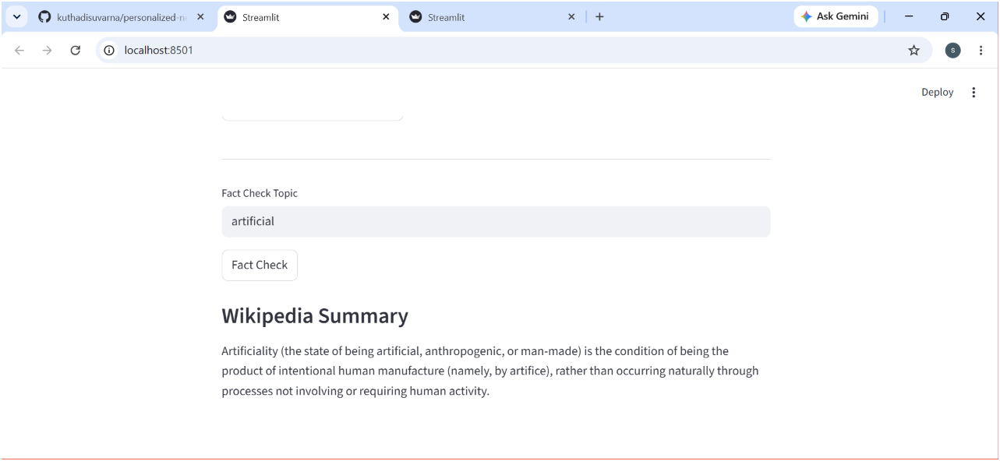 kuthadisuvarna/personalized-ne
Streamlit
Streamlit
Ask Gemini
localhost:8501
s
Deploy
Fact Check Topic
artificial
Fact Check
Wikipedia Summary
Artificiality (the state of being artificial, anthropogenic, or man-made) is the condition of being the
product of intentional human manufacture (namely, by artifice), rather than occurring naturally through
processes not involving or requiring human activity.